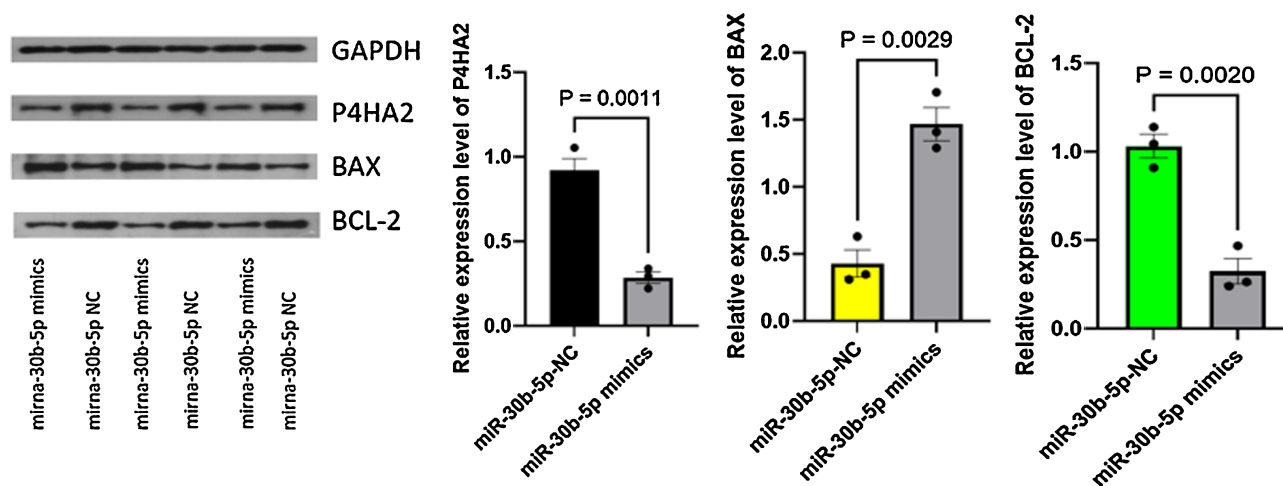 GAPDH
P4HA2
BAX
BCL-2
mirna-30b-5p mimics
mirna-30b-5p NC
mirna-30b-5p mimics
mirna-30b-5p NC
mirna-30b-5p mimics
mirna-30b-5p NC
Relative expression level of P4HA2
1.5
1.0
0.5
0.0
P = 0.0011
miR-30b-5p-NC
miR-30b-5p mimics
Relative expression level of BAX
2.0
1.5
1.0
0.5
0.0
P = 0.0029
miR-30b-5p-NC
miR-30b-5p mimics
Relative expression level of BCL-2
1.5
1.0
0.5
0.0
P = 0.0020
miR-30b-5p-NC
miR-30b-5p mimics